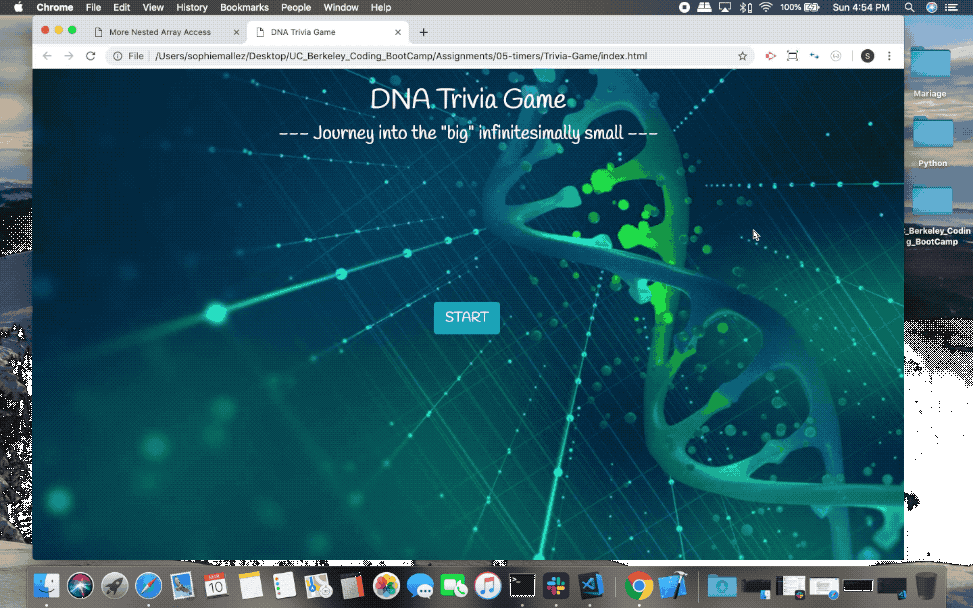 Chrome File Edit View History Bookmarks People Window Help 100% Sun 4:54 PM
More Nested Array Access DNA Trivia Game
File /Users/sophiemallez/Desktop/UC_Berkeley_Coding_BootCamp/Assignments/05-timers/Trivia-Game/index.html S
DNA Trivia Game
--- Journey into the "big" infinitesimally small ---
START
Mariage
Python
C_Berkeley_Codin
g_BootCamp
10